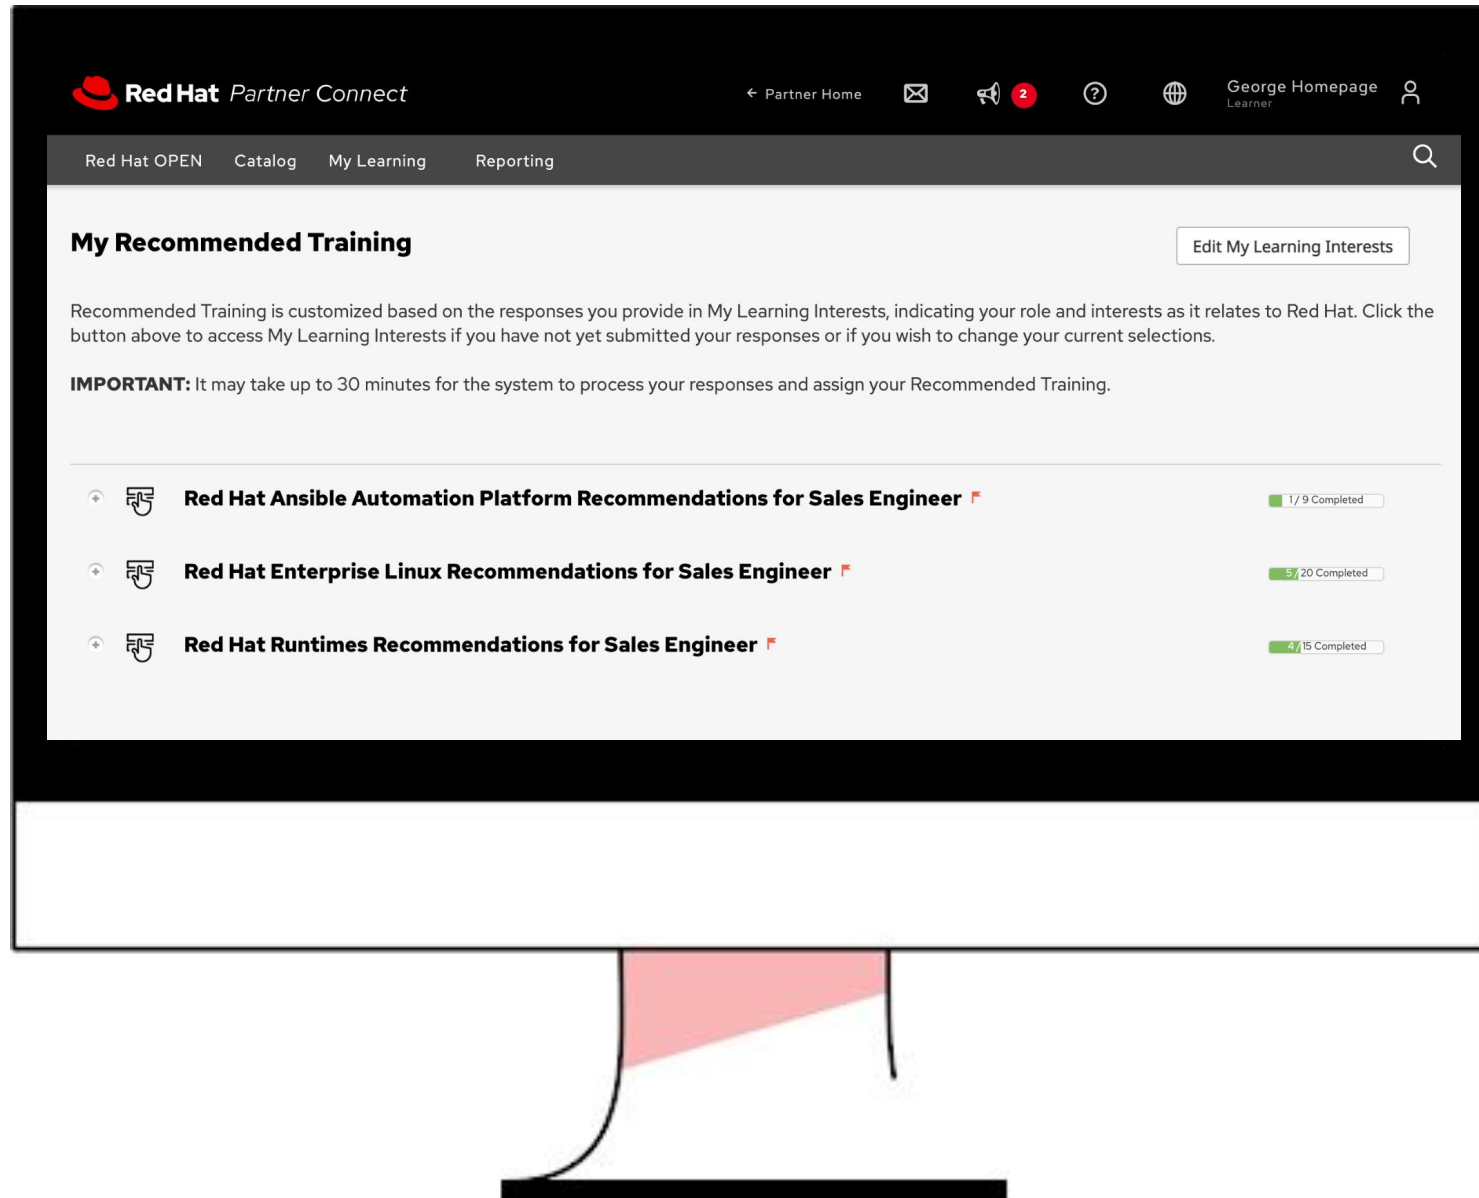 Red Hat Partner Connect
← Partner Home
2
George Homepage
Learner
Red Hat OPEN Catalog My Learning Reporting
My Recommended Training
Edit My Learning Interests
Recommended Training is customized based on the responses you provide in My Learning Interests, indicating your role and interests as it relates to Red Hat. Click the
button above to access My Learning Interests if you have not yet submitted your responses or if you wish to change your current selections.
IMPORTANT: It may take up to 30 minutes for the system to process your responses and assign your Recommended Training.
Red Hat Ansible Automation Platform Recommendations for Sales Engineer
1 / 9 Completed
Red Hat Enterprise Linux Recommendations for Sales Engineer
5 / 20 Completed
Red Hat Runtimes Recommendations for Sales Engineer
4 / 15 Completed